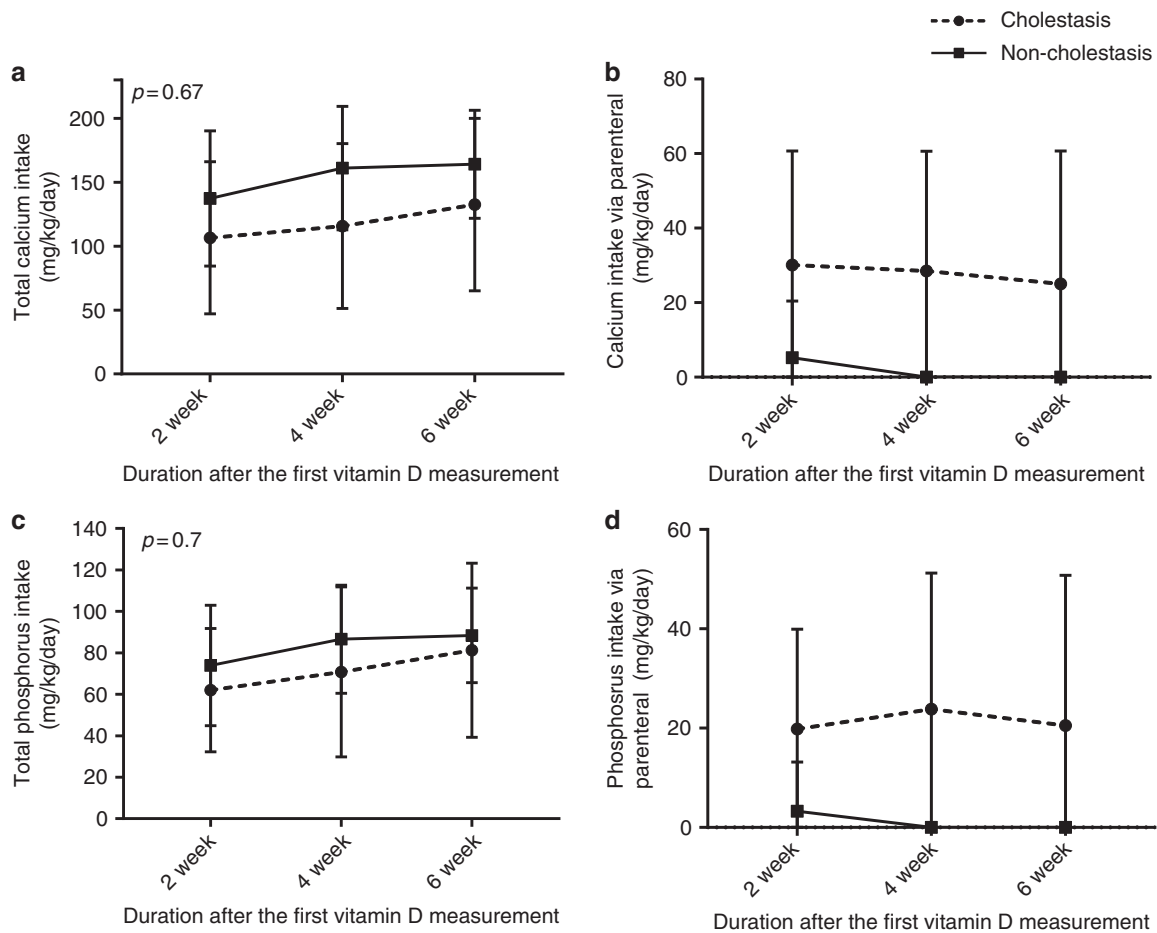 Cholestasis
Non-cholestasis
a
p=0.67
Total calcium intake
(mg/kg/day)
200
150
100
50
0
2 week
4 week
6 week
Duration after the first vitamin D measurement
b
Calcium intake via parenteral
(mg/kg/day)
80
60
40
20
0
2 week
4 week
6 week
Duration after the first vitamin D measurement
c
p=0.7
Total phosphorus intake
(mg/kg/day)
140
120
100
80
60
40
20
0
2 week
4 week
6 week
Duration after the first vitamin D measurement
d
Phosphosrus intake via
parenteral (mg/kg/day)
60
40
20
0
2 week
4 week
6 week
Duration after the first vitamin D measurement